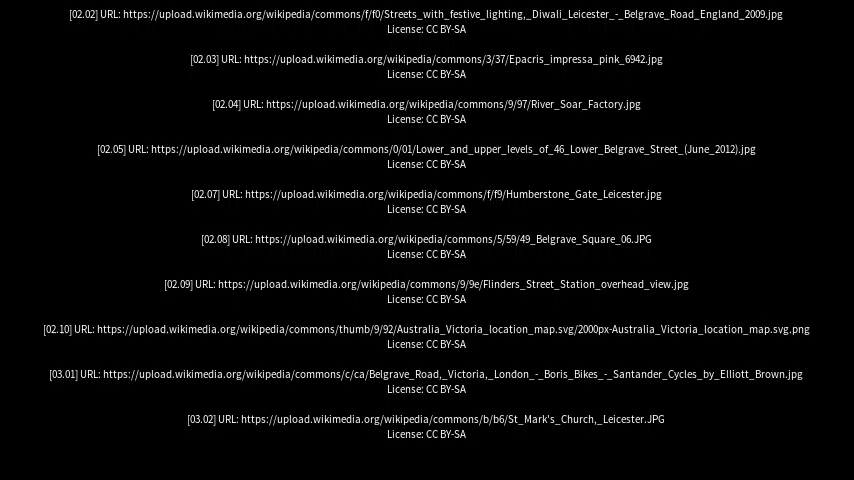 [02.02] URL: https://upload.wikimedia.org/wikipedia/commons/f/f0/Streets_with_festive_lighting,_Diwali_Leicester_-_Belgrave_Road_England_2009.jpg
License: CC BY-SA
[02.03] URL: https://upload.wikimedia.org/wikipedia/commons/3/37/Epacris_impressa_pink_6942.jpg
License: CC BY-SA
[02.04] URL: https://upload.wikimedia.org/wikipedia/commons/9/97/River_Soar_Factory.jpg
License: CC BY-SA
[02.05] URL: https://upload.wikimedia.org/wikipedia/commons/0/01/Lower_and_upper_levels_of_46_Lower_Belgrave_Street_(June_2012).jpg
License: CC BY-SA
[02.07] URL: https://upload.wikimedia.org/wikipedia/commons/f/f9/Humberstone_Gate_Leicester.jpg
License: CC BY-SA
[02.08] URL: https://upload.wikimedia.org/wikipedia/commons/5/59/49_Belgrave_Square_06.JPG
License: CC BY-SA
[02.09] URL: https://upload.wikimedia.org/wikipedia/commons/9/9e/Flinders_Street_Station_overhead_view.jpg
License: CC BY-SA
[02.10] URL: https://upload.wikimedia.org/wikipedia/commons/thumb/9/92/Australia_Victoria_location_map.svg/2000px-Australia_Victoria_location_map.svg.png
License: CC BY-SA
[03.01] URL: https://upload.wikimedia.org/wikipedia/commons/c/ca/Belgrave_Road,_Victoria,_London_-_Boris_Bikes_-_Santander_Cycles_by_Elliott_Brown.jpg
License: CC BY-SA
[03.02] URL: https://upload.wikimedia.org/wikipedia/commons/b/b6/St_Mark's_Church,_Leicester.JPG
License: CC BY-SA